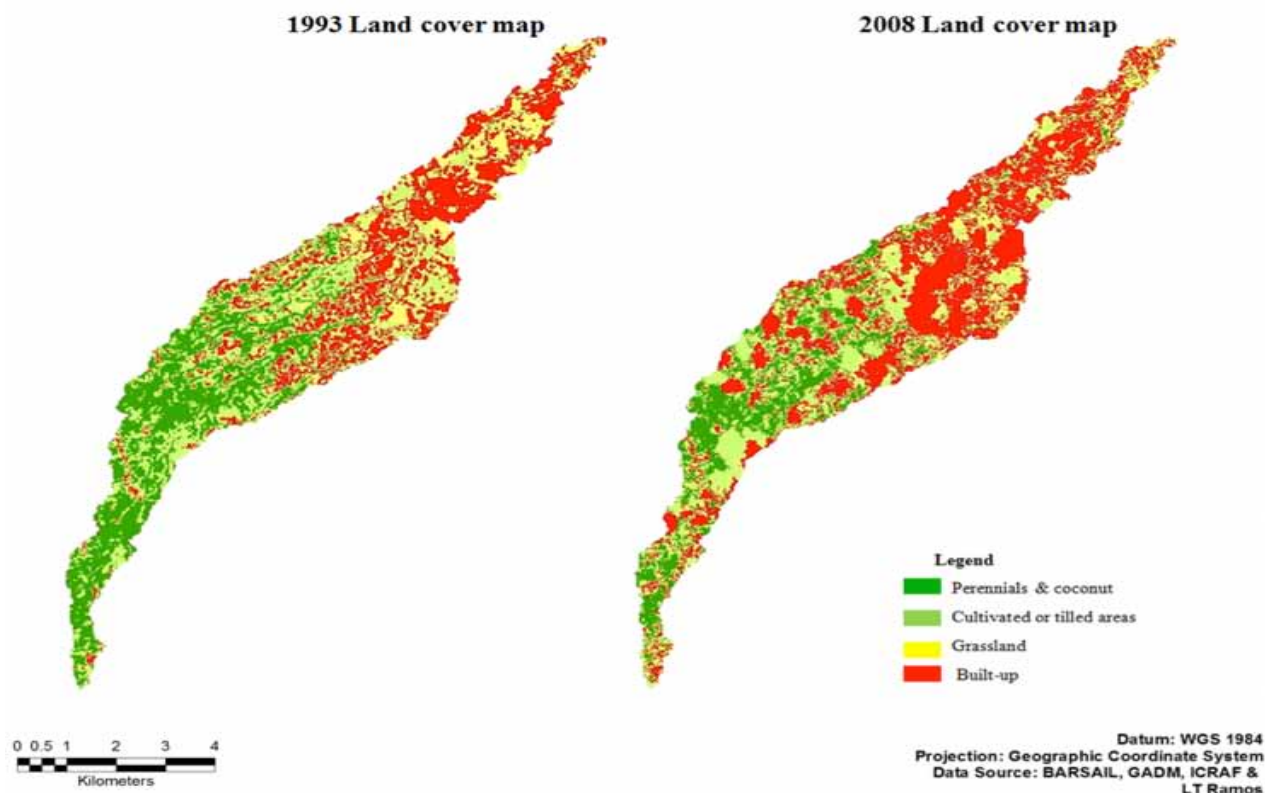 1993 Land cover map
2008 Land cover map
Legend
Perennials & coconut
Cultivated or tilled areas
Grassland
Built-up
0 0.5 1 2 3 4
Kilometers
Datum: WGS 1984
Projection: Geographic Coordinate System
Data Source: BARSAIL, GADM, ICRAF &
LT Ramos